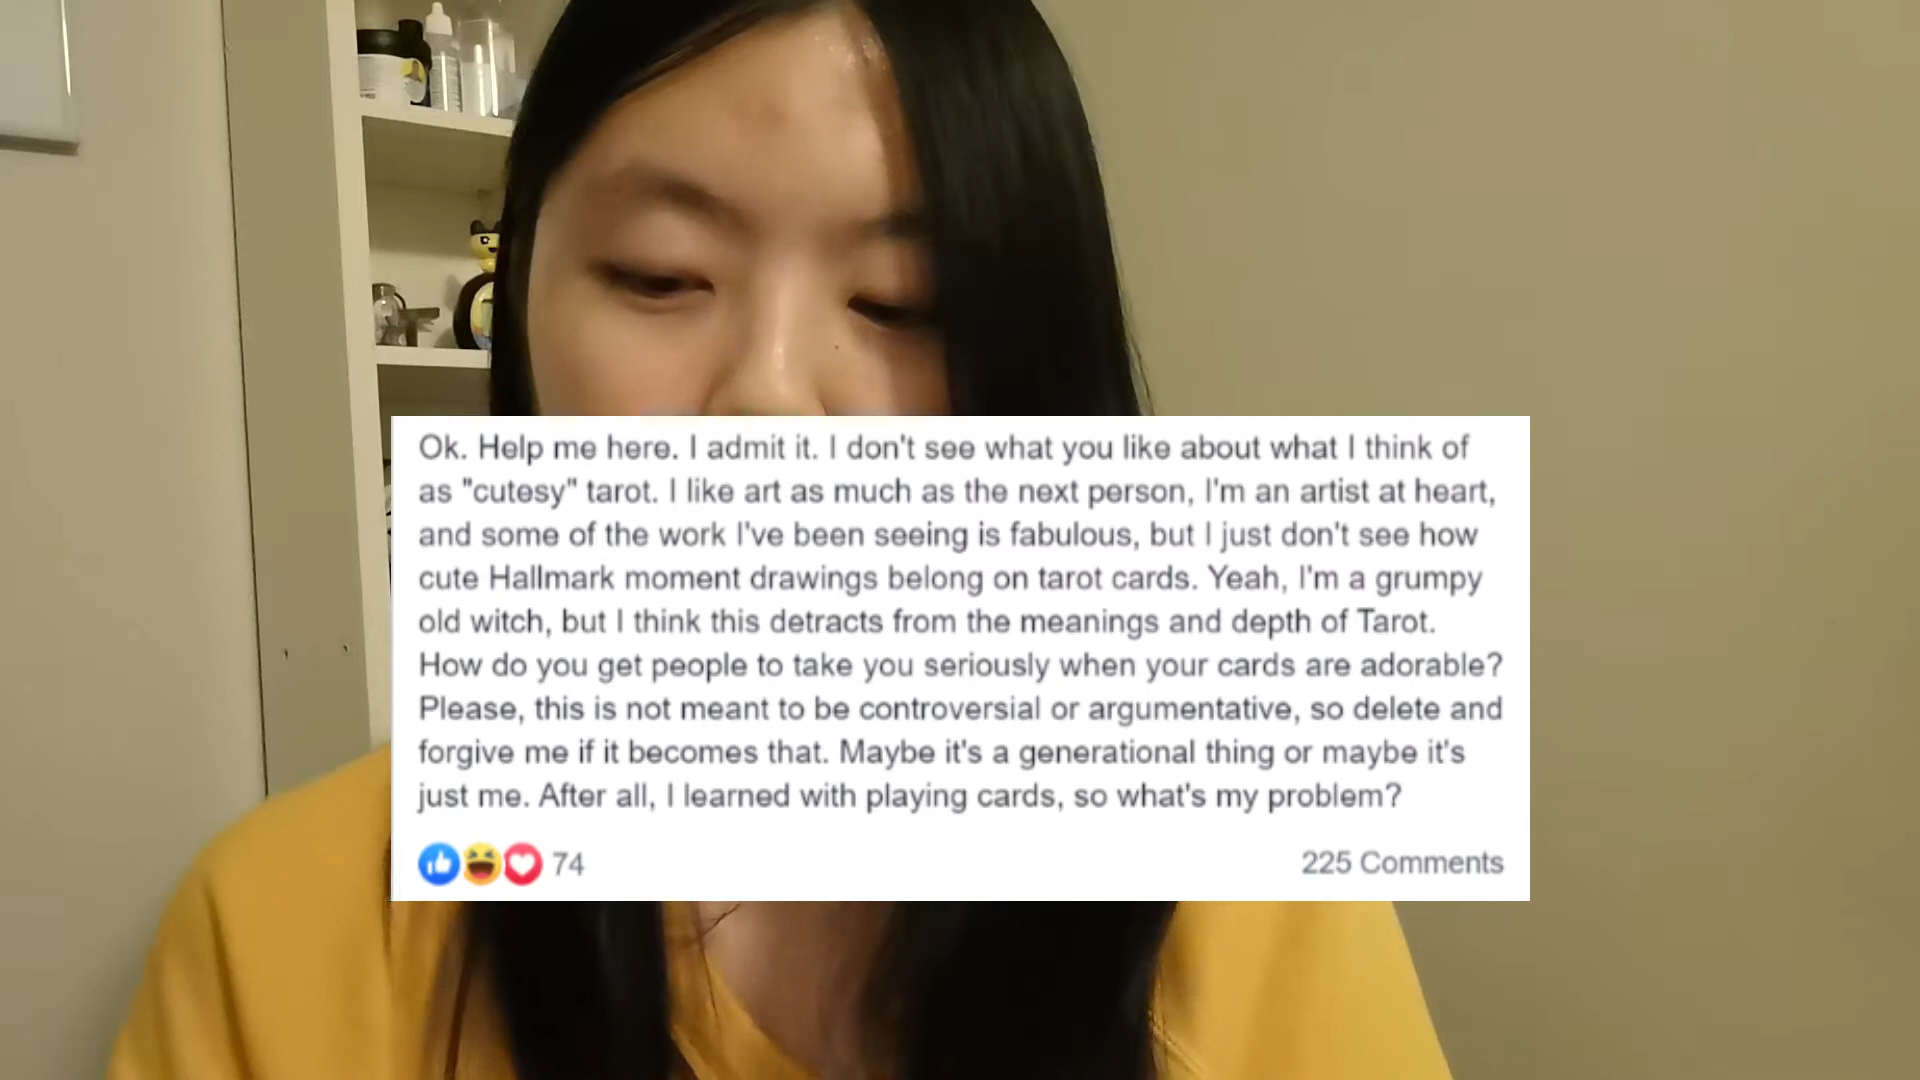 Ok. Help me here. I admit it. I don't see what you like about what I think of
as "cutesy" tarot. I like art as much as the next person, I'm an artist at heart,
and some of the work I've been seeing is fabulous, but I just don't see how
cute Hallmark moment drawings belong on tarot cards. Yeah, I'm a grumpy
old witch, but I think this detracts from the meanings and depth of Tarot.
How do you get people to take you seriously when your cards are adorable?
Please, this is not meant to be controversial or argumentative, so delete and
forgive me if it becomes that. Maybe it's a generational thing or maybe it's
just me. After all, I learned with playing cards, so what's my problem?
74 225 Comments